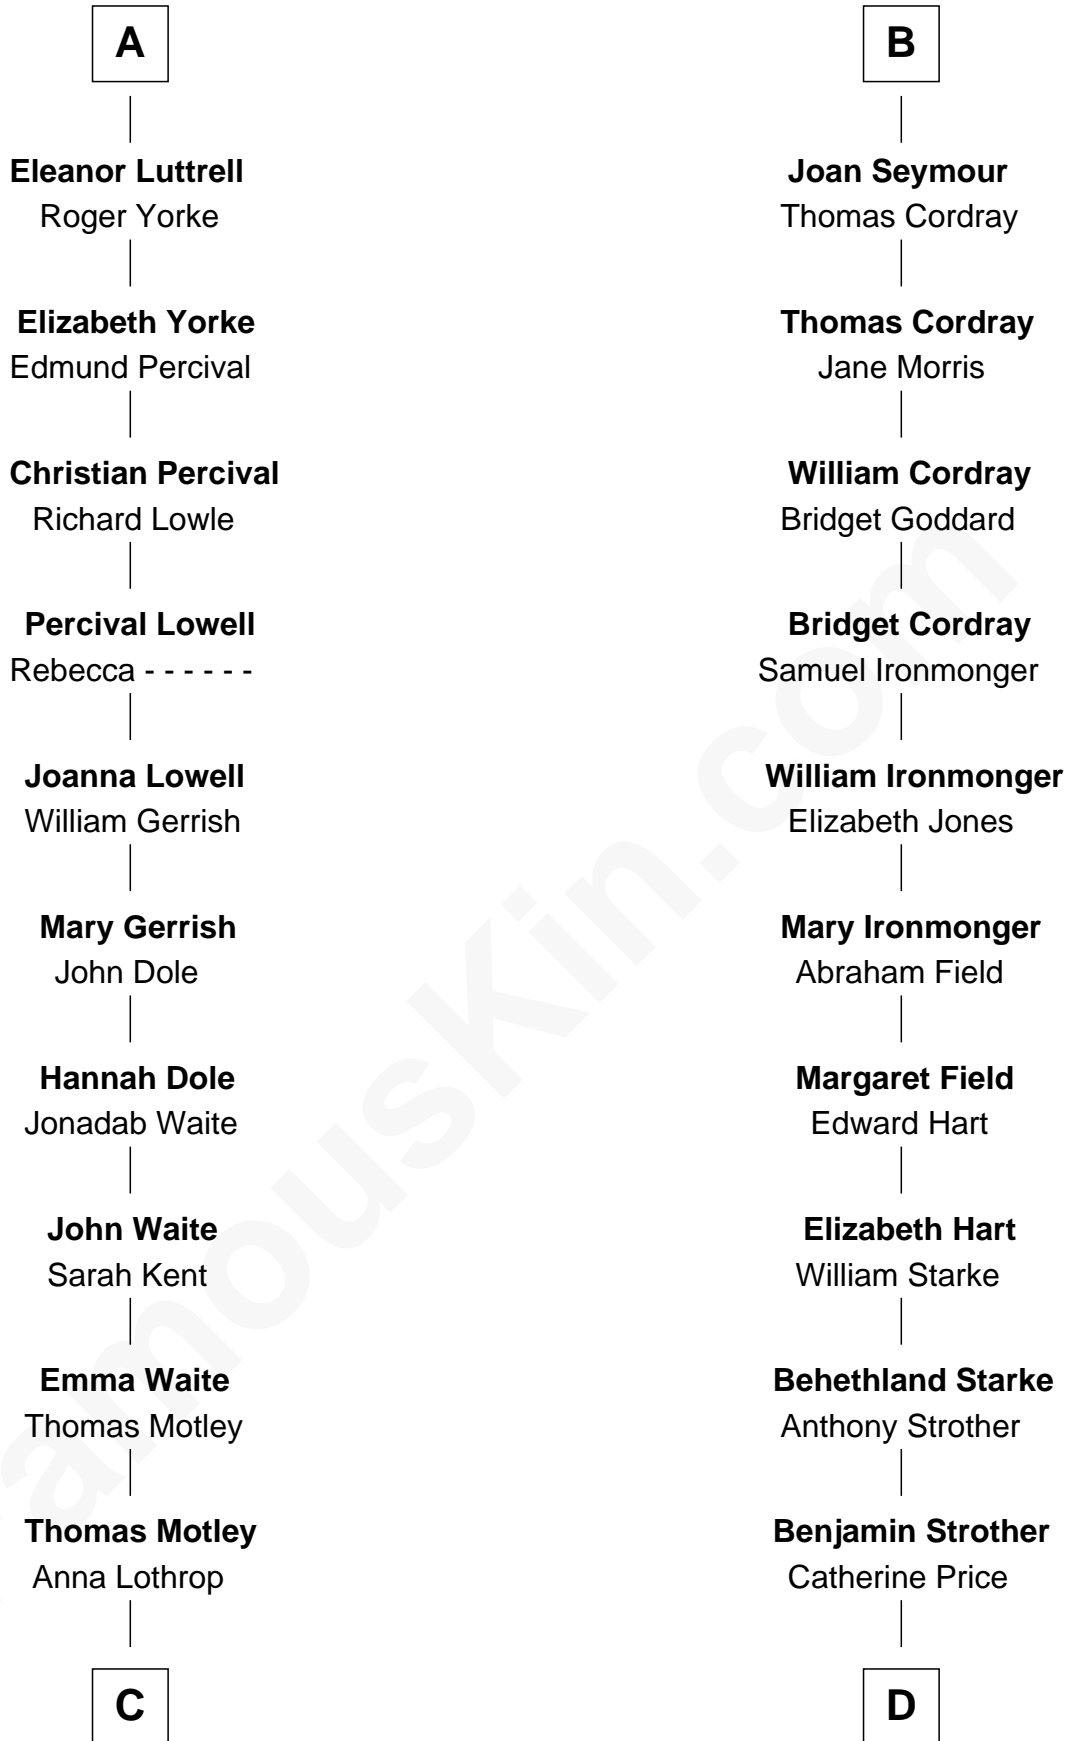 A
Eleanor Luttrell
Roger Yorke
Elizabeth Yorke
Edmund Percival
Christian Percival
Richard Lowle
Percival Lowell
Rebecca - - - - - -
Joanna Lowell
William Gerrish
Mary Gerrish
John Dole
Hannah Dole
Jonadab Waite
John Waite
Sarah Kent
Emma Waite
Thomas Motley
Thomas Motley
Anna Lothrop
C
B
Joan Seymour
Thomas Cordray
Thomas Cordray
Jane Morris
William Cordray
Bridget Goddard
Bridget Cordray
Samuel Ironmonger
William Ironmonger
Elizabeth Jones
Mary Ironmonger
Abraham Field
Margaret Field
Edward Hart
Elizabeth Hart
William Starke
Behethland Starke
Anthony Strother
Benjamin Strother
Catherine Price
D
famouskin.com